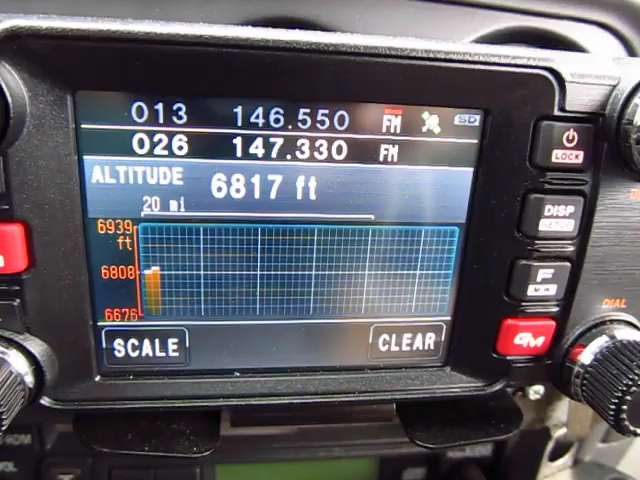 013 146.550 FM SD
026 147.330 FM
ALTITUDE 6817 ft
20 mi
6939
ft
6808
6676
SCALE CLEAR
LOCK
DISP
SETUP
F
MW
GM
DIAL